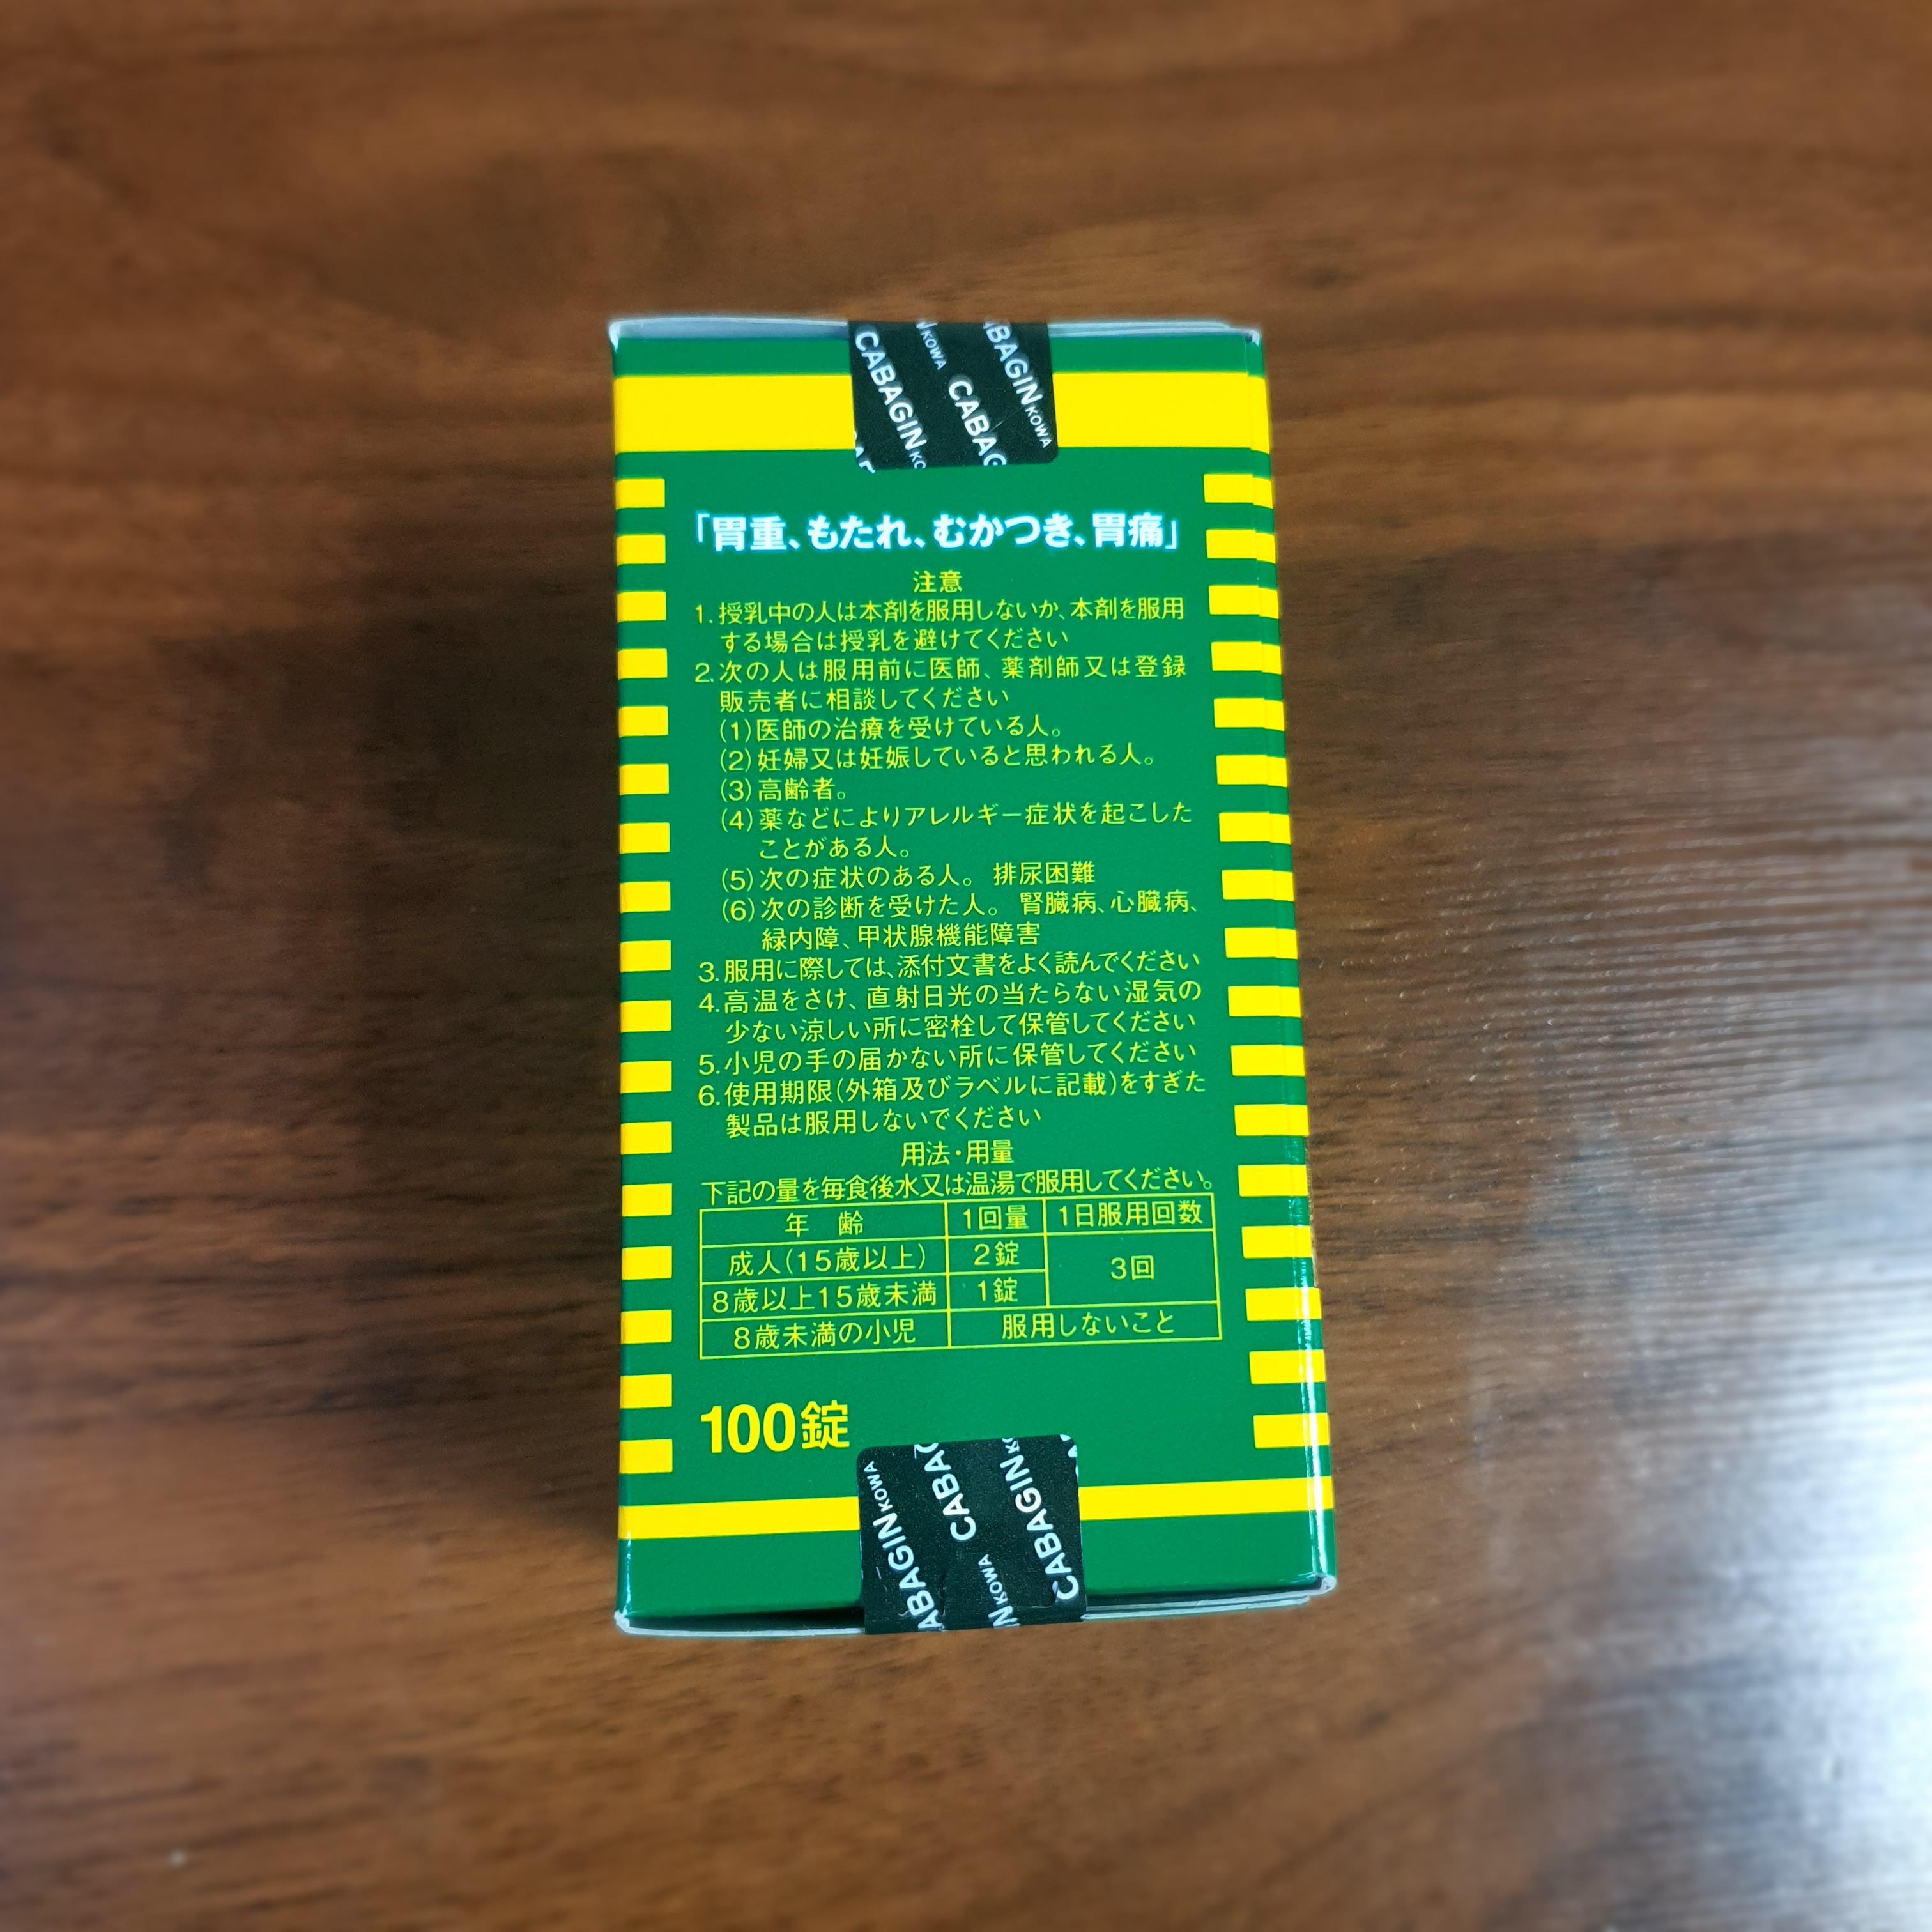 CABAGIN KOWA
CABAG
BAGIN KOWA
「胃重、もたれ、むかつき、胃痛」
注意
1.授乳中の人は本剤を服用しないか、本剤を服用
する場合は授乳を避けてください
2.次の人は服用前に医師、薬剤師又は登録
販売者に相談してください
(1)医師の治療を受けている人。
(2)妊婦又は妊娠していると思われる人。
(3)高齢者。
(4)薬などによりアレルギー症状を起こした
ことがある人。
(5)次の症状のある人。 排尿困難
(6)次の診断を受けた人。 腎臓病、心臓病、
緑内障、甲状腺機能障害
3.服用に際しては、添付文書をよく読んでください
4.高温をさけ、直射日光の当たらない湿気の
少ない涼しい所に密栓して保管してください
5.小児の手の届かない所に保管してください
6.使用期限(外箱及びラベルに記載)をすぎた
製品は服用しないでください
用法・用量
下記の量を毎食後水又は温湯で服用してください。
年 齢 1回量 1日服用回数
成人(15歳以上) 2錠 3回
8歳以上15歳未満 1錠
8歳未満の小児 服用しないこと
100錠
ABAGIN KOWA
CABAG
N KOWA
CABAGIN KO